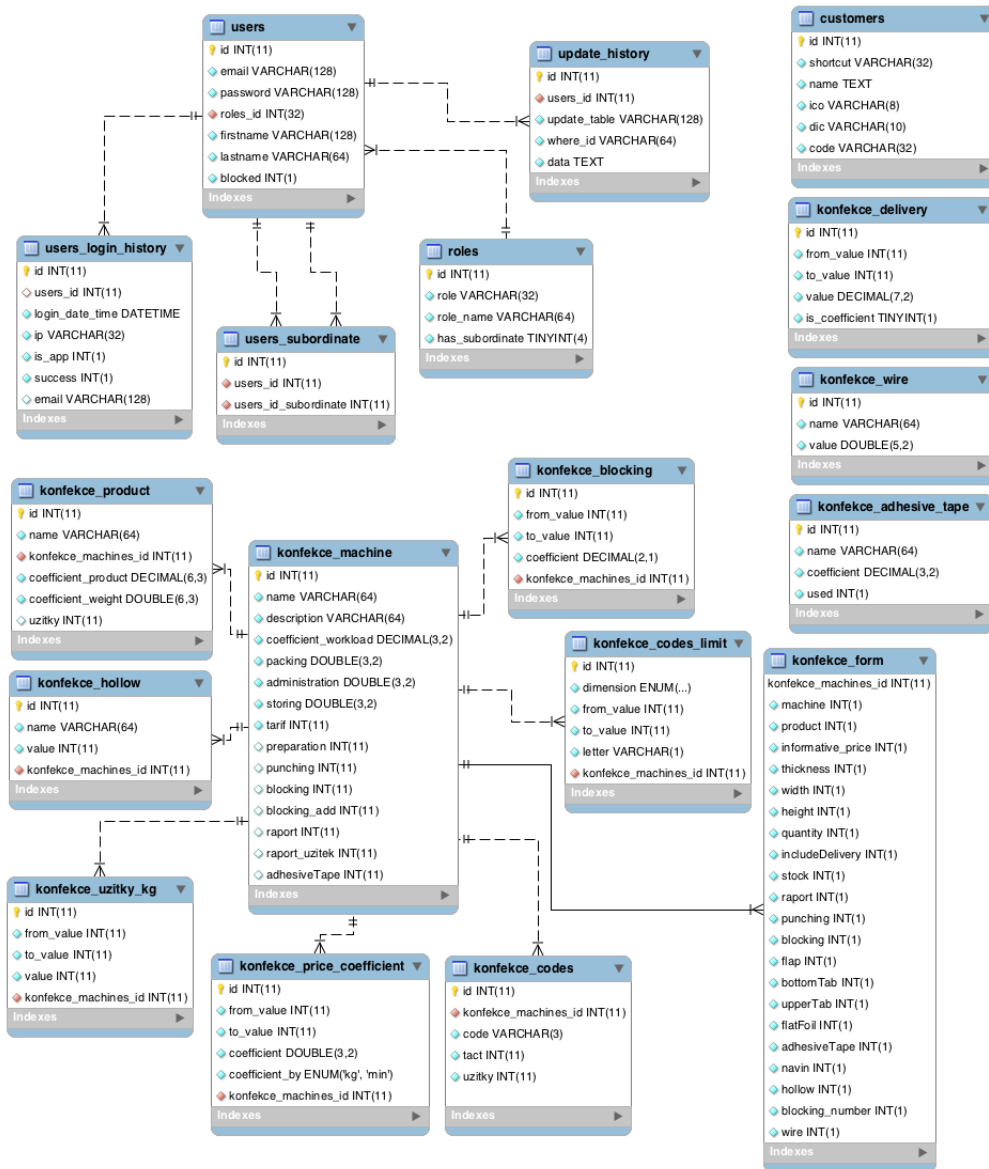 users
id INT(11)
email VARCHAR(128)
password VARCHAR(128)
roles_id INT(32)
firstname VARCHAR(128)
lastname VARCHAR(64)
blocked INT(1)
Indexes
update_history
id INT(11)
users_id INT(11)
update_table VARCHAR(128)
where_id VARCHAR(64)
data TEXT
Indexes
customers
id INT(11)
shortcut VARCHAR(32)
name TEXT
ico VARCHAR(8)
dic VARCHAR(10)
code VARCHAR(32)
Indexes
users_login_history
id INT(11)
users_id INT(11)
login_date_time DATETIME
ip VARCHAR(32)
is_app INT(1)
success INT(1)
email VARCHAR(128)
Indexes
users_subordinate
id INT(11)
users_id INT(11)
users_id_subordinate INT(11)
Indexes
roles
id INT(11)
role VARCHAR(32)
role_name VARCHAR(64)
has_subordinate TINYINT(4)
Indexes
konfekce_delivery
id INT(11)
from_value INT(11)
to_value INT(11)
value DECIMAL(7,2)
is_coefficient TINYINT(1)
Indexes
konfekce_wire
id INT(11)
name VARCHAR(64)
value DOUBLE(5,2)
Indexes
konfekce_adhesive_tape
id INT(11)
name VARCHAR(64)
coefficient DECIMAL(3,2)
used INT(1)
Indexes
konfekce_product
id INT(11)
name VARCHAR(64)
konfekce_machines_id INT(11)
coefficient_product DECIMAL(6,3)
coefficient_weight DOUBLE(6,3)
uzitky INT(11)
Indexes
konfekce_machine
id INT(11)
name VARCHAR(64)
description VARCHAR(64)
coefficient_workload DECIMAL(3,2)
packing DOUBLE(3,2)
administration DOUBLE(3,2)
storing DOUBLE(3,2)
tarif INT(11)
preparation INT(11)
punching INT(11)
blocking INT(11)
blocking_add INT(11)
raport INT(11)
raport_uzitek INT(11)
adhesiveTape INT(11)
Indexes
konfekce_blocking
id INT(11)
from_value INT(11)
to_value INT(11)
coefficient DECIMAL(2,1)
konfekce_machines_id INT(11)
Indexes
konfekce_codes_limit
id INT(11)
dimension ENUM(...)
from_value INT(11)
to_value INT(11)
letter VARCHAR(1)
konfekce_machines_id INT(11)
Indexes
konfekce_form
konfekce_machines_id INT(11)
machine INT(1)
product INT(1)
informative_price INT(1)
thickness INT(1)
width INT(1)
height INT(1)
quantity INT(1)
includeDelivery INT(1)
stock INT(1)
raport INT(1)
punching INT(1)
blocking INT(1)
flap INT(1)
bottomTab INT(1)
upperTab INT(1)
flatFoil INT(1)
adhesiveTape INT(1)
navin INT(1)
hollow INT(1)
blocking_number INT(1)
wire INT(1)
Indexes
konfekce_hollow
id INT(11)
name VARCHAR(64)
value INT(11)
konfekce_machines_id INT(11)
Indexes
konfekce_uzitky_kg
id INT(11)
from_value INT(11)
to_value INT(11)
value INT(11)
konfekce_machines_id INT(11)
Indexes
konfekce_price_coefficient
id INT(11)
from_value INT(11)
to_value INT(11)
coefficient DOUBLE(3,2)
coefficient_by ENUM('kg', 'min')
konfekce_machines_id INT(11)
Indexes
konfekce_codes
id INT(11)
konfekce_machines_id INT(11)
code VARCHAR(3)
tact INT(11)
uzitky INT(11)
Indexes